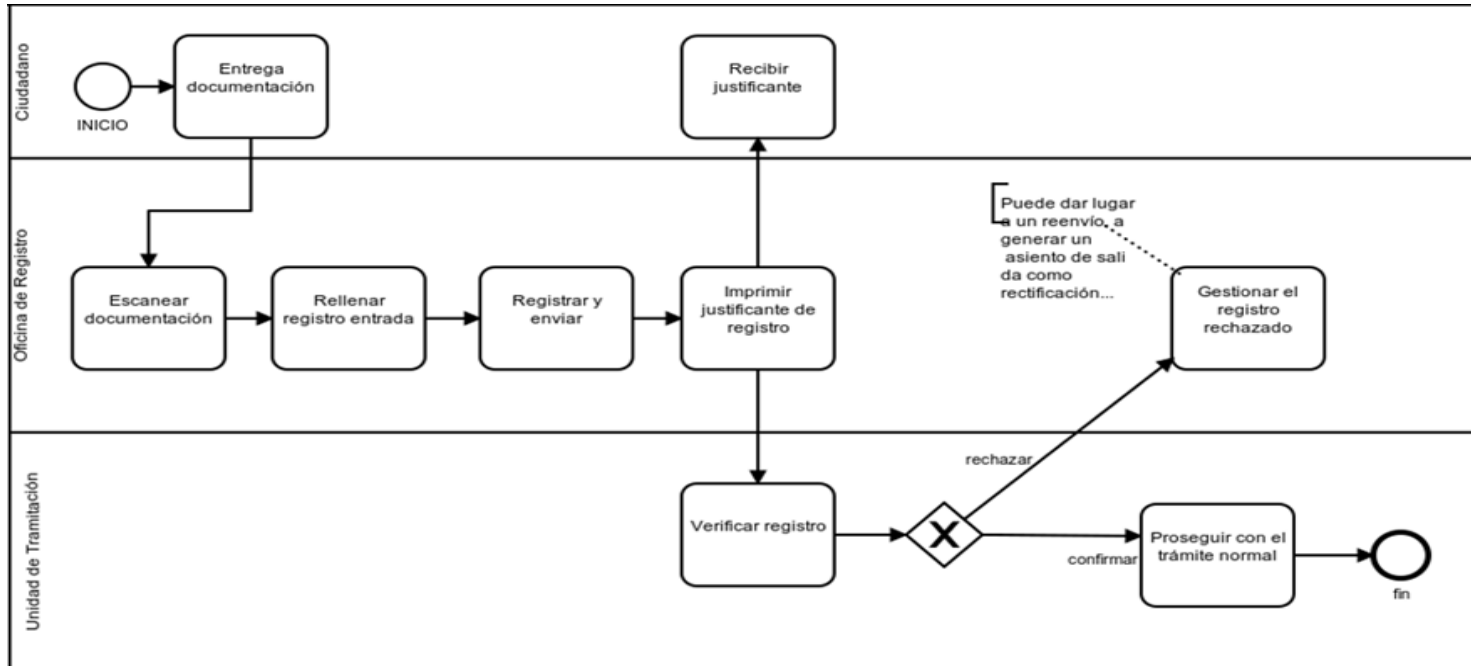 Ciudadano
INICIO
Entrega
documentación
Recibir
justificante
Oficina de Registro
Escanear
documentación
Rellenar
registro entrada
Registrar y
enviar
Imprimir
justificante de
registro
Puede dar lugar
a un reenvío, a
generar un
asiento de sali
da como
rectificación...
Gestionar el
registro
rechazado
Unidad de Tramitación
Verificar registro
rechazar
confirmar
Proseguir con el
trámite normal
fin